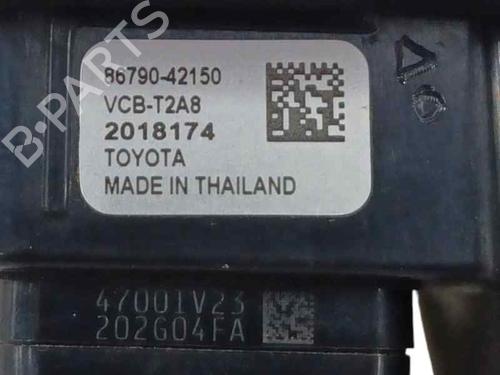 B-PARTS
86790-42150
VCB-T2A8
2018174
TOYOTA
MADE IN THAILAND
47001V23
202G04FA